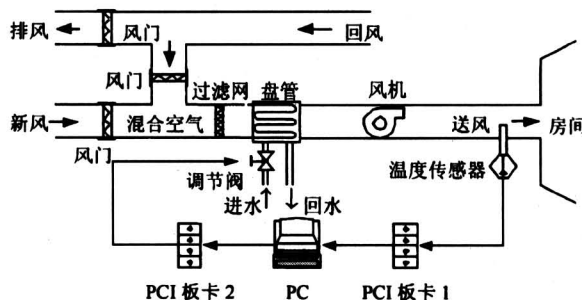 排风
风门
回风
风门
过滤网
盘管
风机
新风
混合空气
送风
房间
风门
调节阀
温度传感器
进水
回水
PCI 板卡 2
PC
PCI 板卡 1